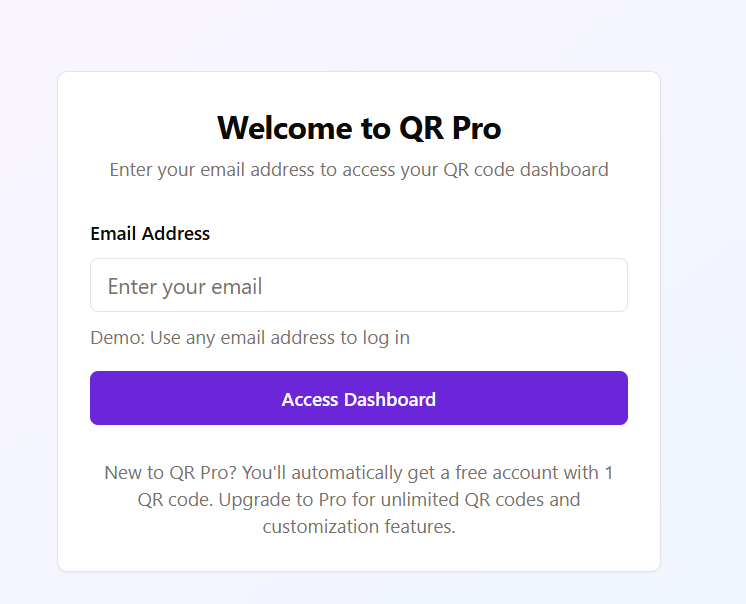 Welcome to QR Pro
Enter your email address to access your QR code dashboard
Email Address
Enter your email
Demo: Use any email address to log in
Access Dashboard
New to QR Pro? You'll automatically get a free account with 1
QR code. Upgrade to Pro for unlimited QR codes and
customization features.